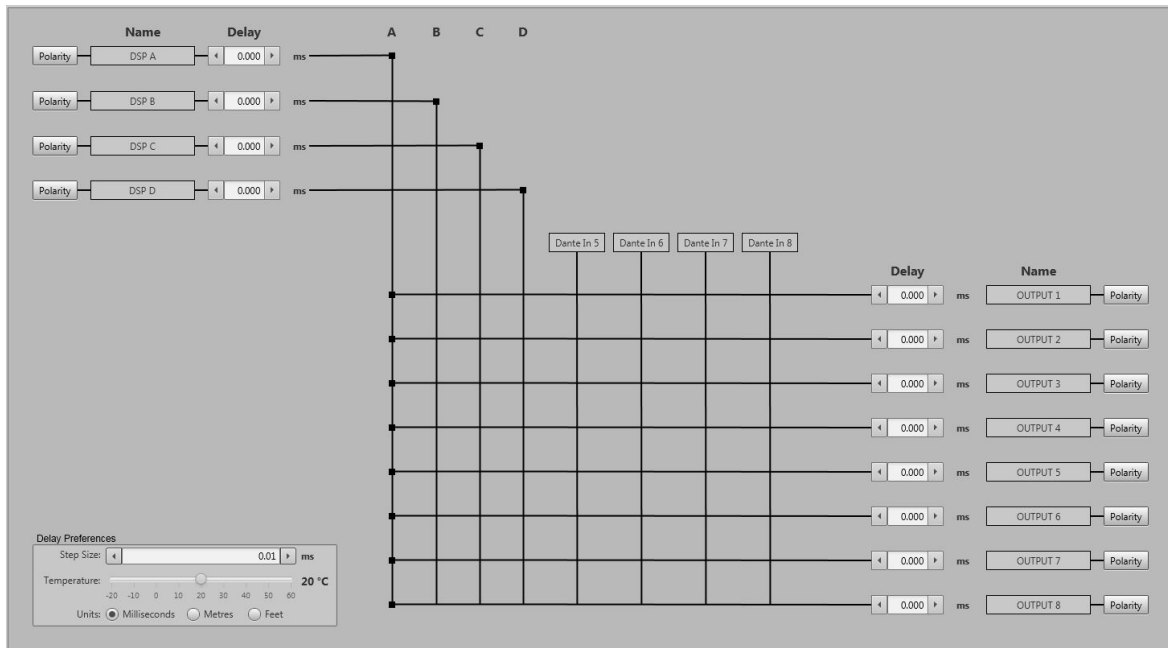 Name Delay A B C D
Polarity DSP A 0.000 ms
Polarity DSP B 0.000 ms
Polarity DSP C 0.000 ms
Polarity DSP D 0.000 ms
Dante In 5 Dante In 6 Dante In 7 Dante In 8
Delay Name
0.000 ms OUTPUT 1 Polarity
0.000 ms OUTPUT 2 Polarity
0.000 ms OUTPUT 3 Polarity
0.000 ms OUTPUT 4 Polarity
0.000 ms OUTPUT 5 Polarity
0.000 ms OUTPUT 6 Polarity
0.000 ms OUTPUT 7 Polarity
0.000 ms OUTPUT 8 Polarity
Delay Preferences
Step Size: 0.01 ms
Temperature: 20 °C
-20 -10 0 10 20 30 40 50 60
Units: Milliseconds Metres Feet